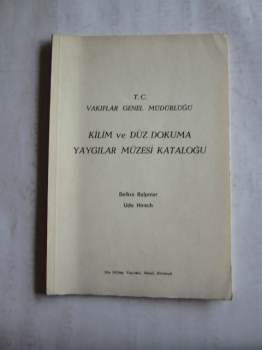 T. C.
VAKIFLAR GENEL MÜDÜRLÜĞÜ
KİLİM ve DÜZ DOKUMA
YAYGILAR MÜZESİ KATALOĞU
Belkıs Balpınar
Udo Hirsch